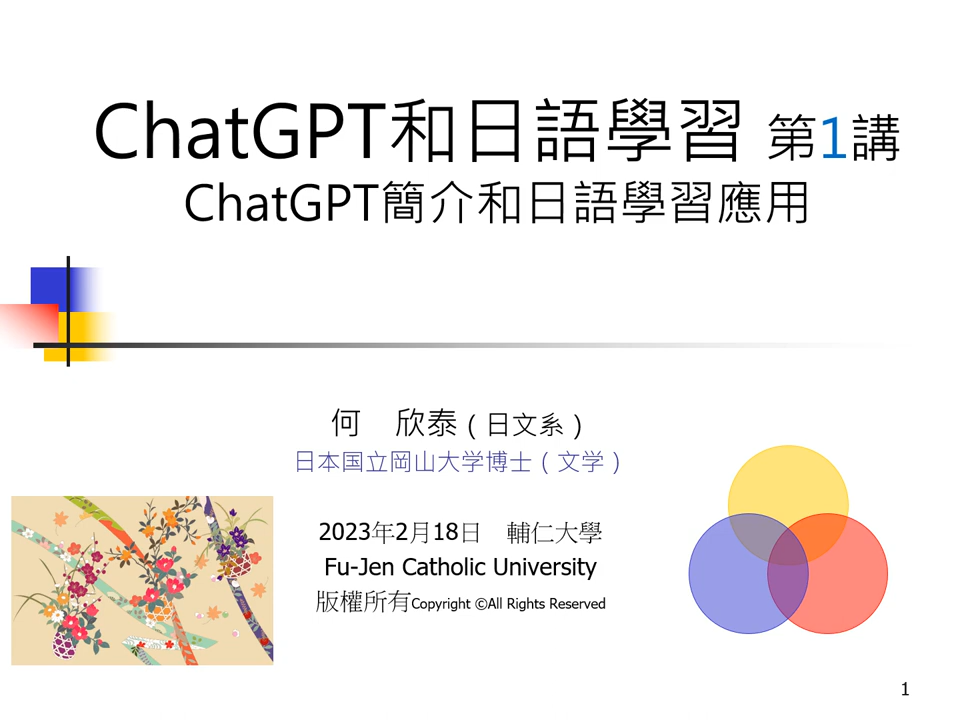 ChatGPT和日語學習 第1講
ChatGPT簡介和日語學習應用
何　欣泰（日文系）
日本国立岡山大学博士（文学）
2023年2月18日　輔仁大學
Fu-Jen Catholic University
版權所有Copyright ©All Rights Reserved
1